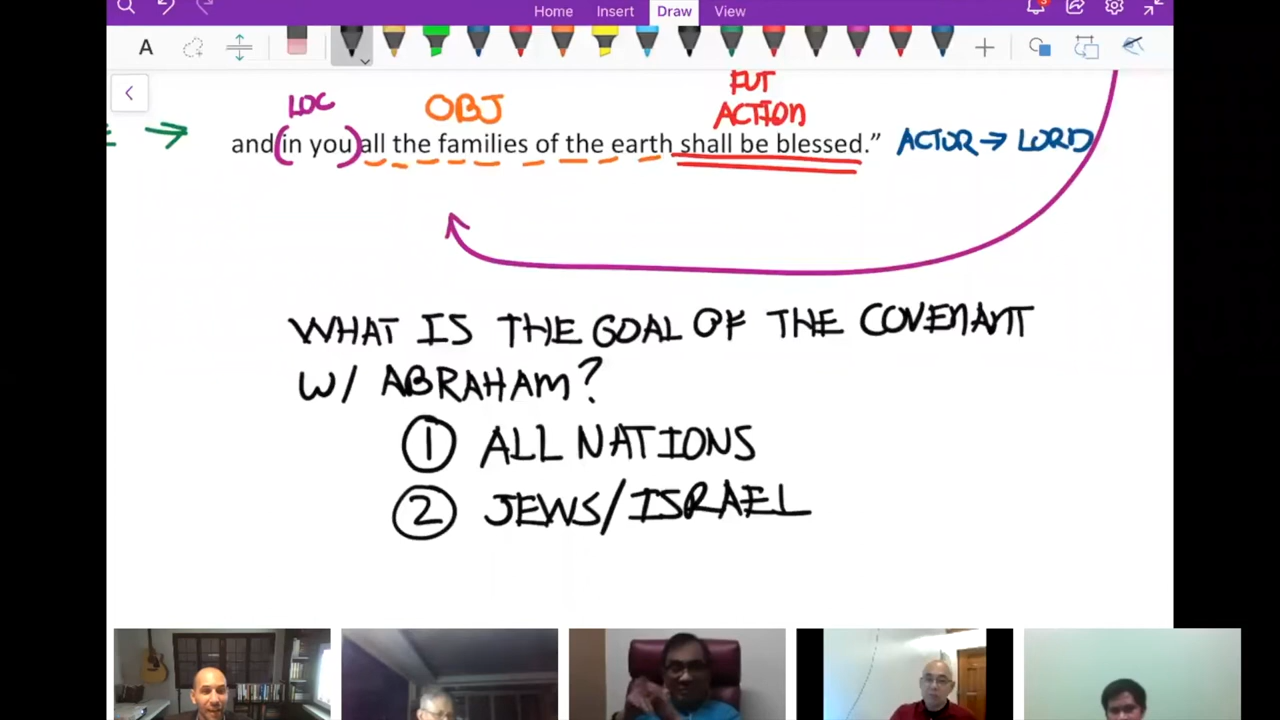 Home Insert Draw View
A
FUT
LOC OBJ ACTION
and in you all the families of the earth shall be blessed.” ACTOR → LORD
WHAT IS THE GOAL OF THE COVENANT
W/ ABRAHAM?
① ALL NATIONS
② JEWS/ISRAEL